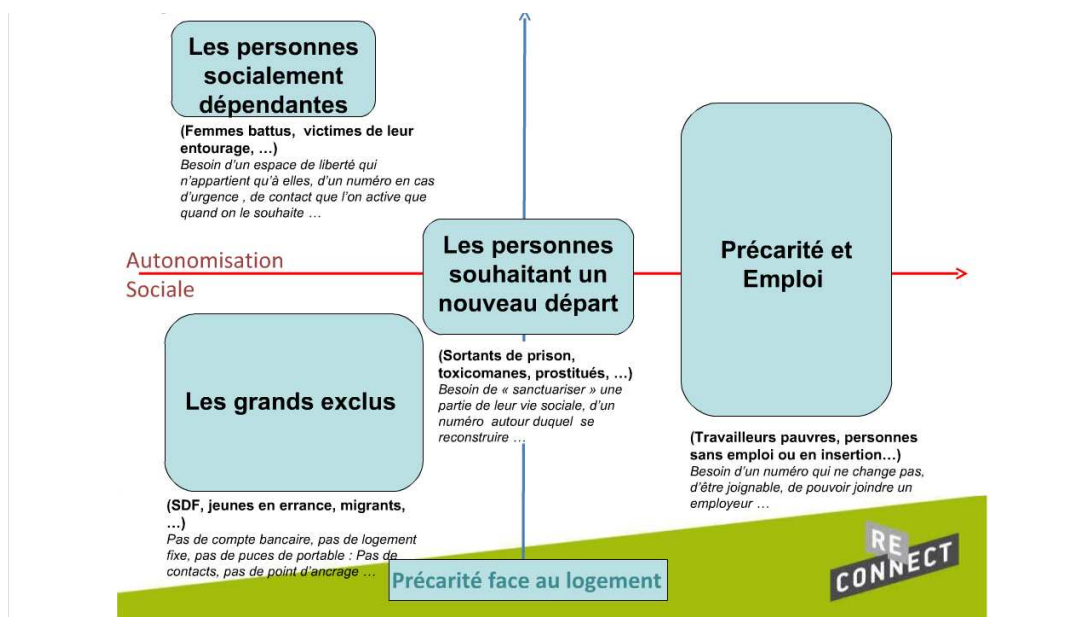 Les personnes
socialement
dépendantes
(Femmes battus, victimes de leur
entourage, …)
Besoin d'un espace de liberté qui
n'appartient qu'à elles, d'un numéro en cas
d'urgence , de contact que l'on active que
quand on le souhaite …
Autonomisation
Sociale
Les personnes
souhaitant un
nouveau départ
(Sortants de prison,
toxicomanes, prostitués, …)
Besoin de « sanctuariser » une
partie de leur vie sociale, d'un
numéro autour duquel se
reconstruire …
Précarité et
Emploi
(Travailleurs pauvres, personnes
sans emploi ou en insertion…)
Besoin d'un numéro qui ne change pas,
d'être joignable, de pouvoir joindre un
employeur …
Les grands exclus
(SDF, jeunes en errance, migrants,
…)
Pas de compte bancaire, pas de logement
fixe, pas de puces de portable : Pas de
contacts, pas de point d'ancrage …
Précarité face au logement
RE
CONNECT